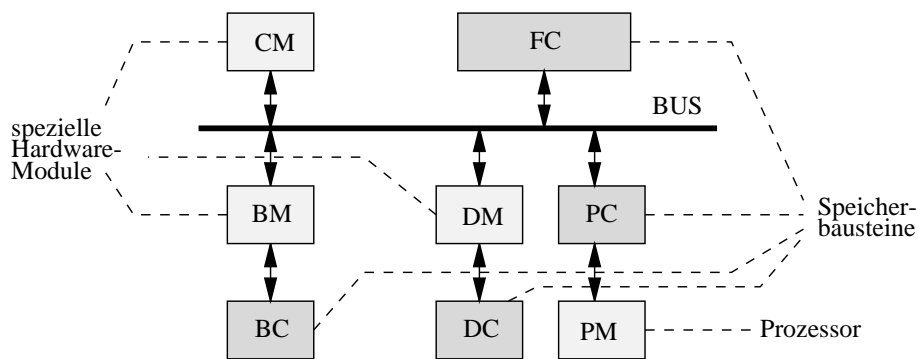 CM
FC
BUS
spezielle
Hardware-
Module
BM
DM
PC
Speicher-
bausteine
BC
DC
PM
Prozessor